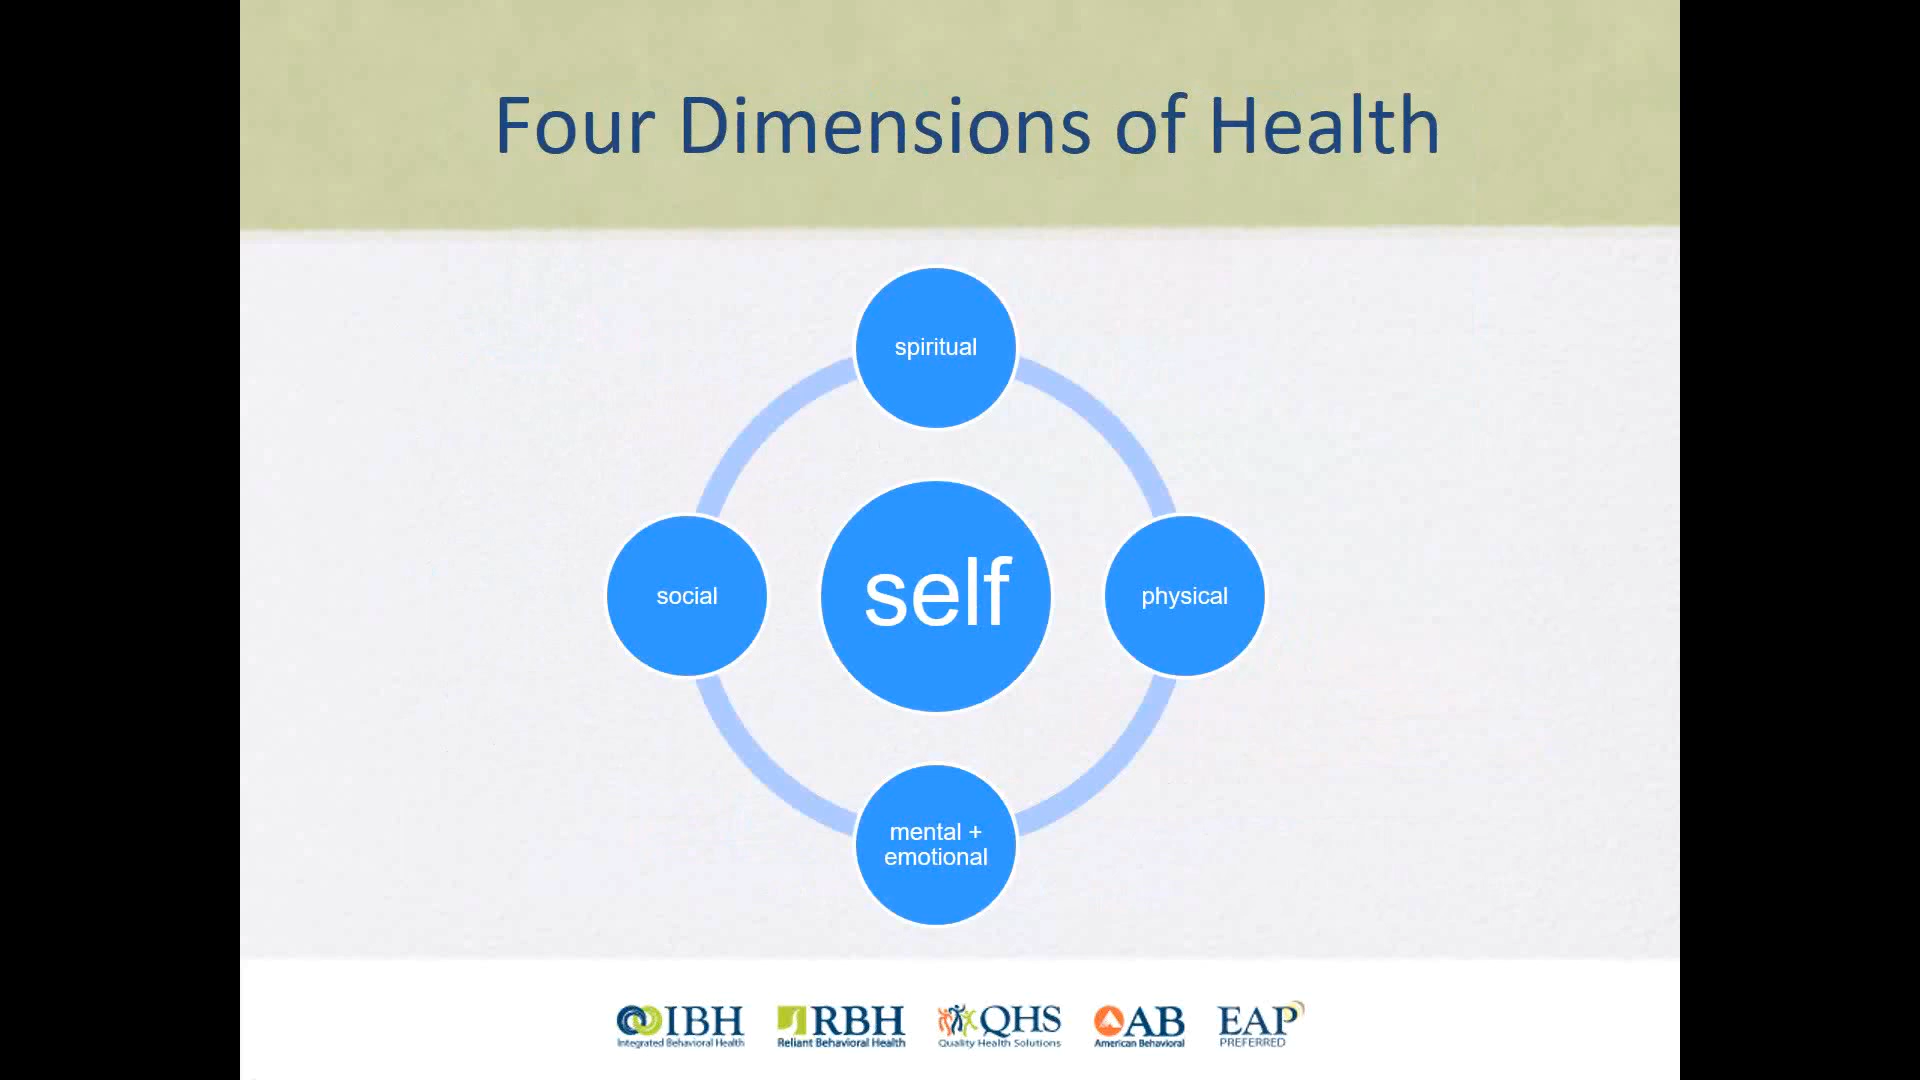 Four Dimensions of Health
spiritual
social
self
physical
mental +
emotional
IBH
Integrated Behavioral Health
RBH
Reliant Behavioral Health
QHS
Quality Health Solutions
AB
American Behavioral
EAP
PREFERRED